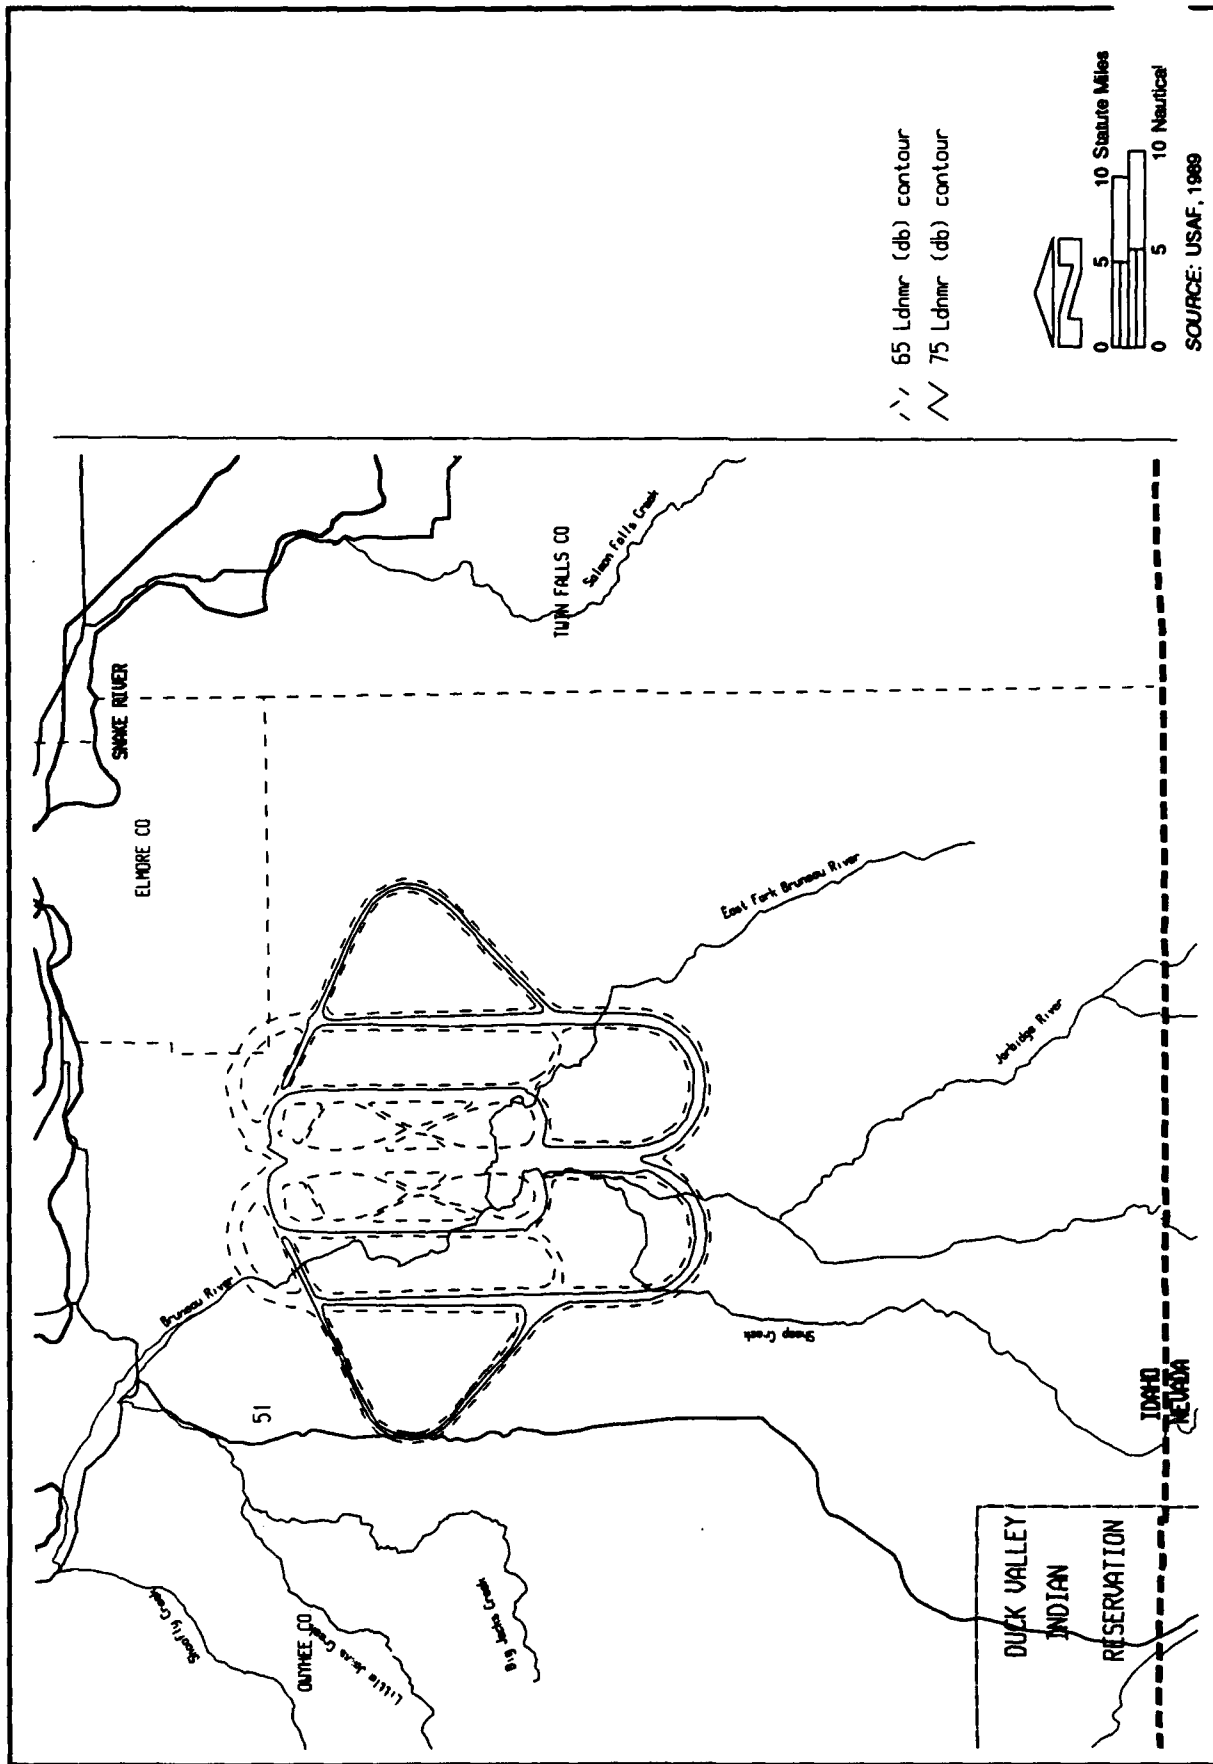 SNAKE RIVER
ELMORE CO
TWIN FALLS CO
Salmon Falls Creek
East Fork Bruneau River
Jarbidge River
Bruneau River
Sheep Creek
51
Shoofly Creek
OWYHEE CO
Little Jacks Creek
Big Jacks Creek
DUCK VALLEY
INDIAN
RESERVATION
IDAHO
NEVADA
65 Ldnmr (db) contour
75 Ldnmr (db) contour
N
0 5 10 Statute Miles
0 5 10 Nautical
SOURCE: USAF, 1989